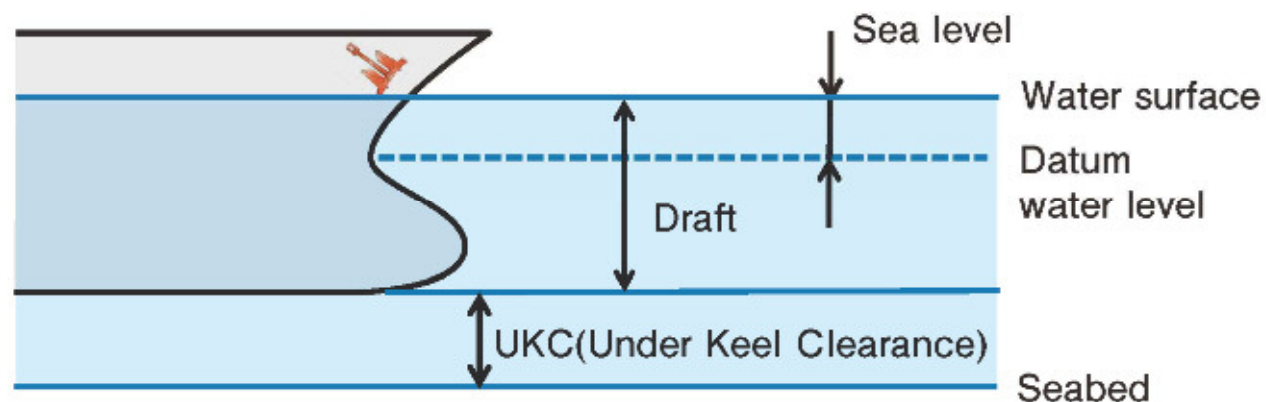 Sea level
Water surface
Datum
water level
Draft
UKC(Under Keel Clearance)
Seabed